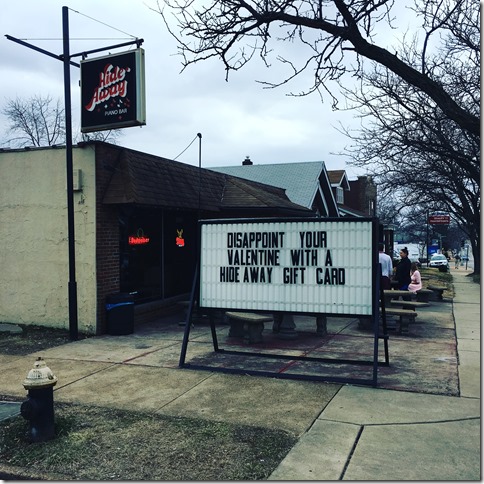 Hide
Away
PIANO BAR
Budweiser
DISAPPOINT YOUR
VALENTINE WITH A
HIDE AWAY GIFT CARD